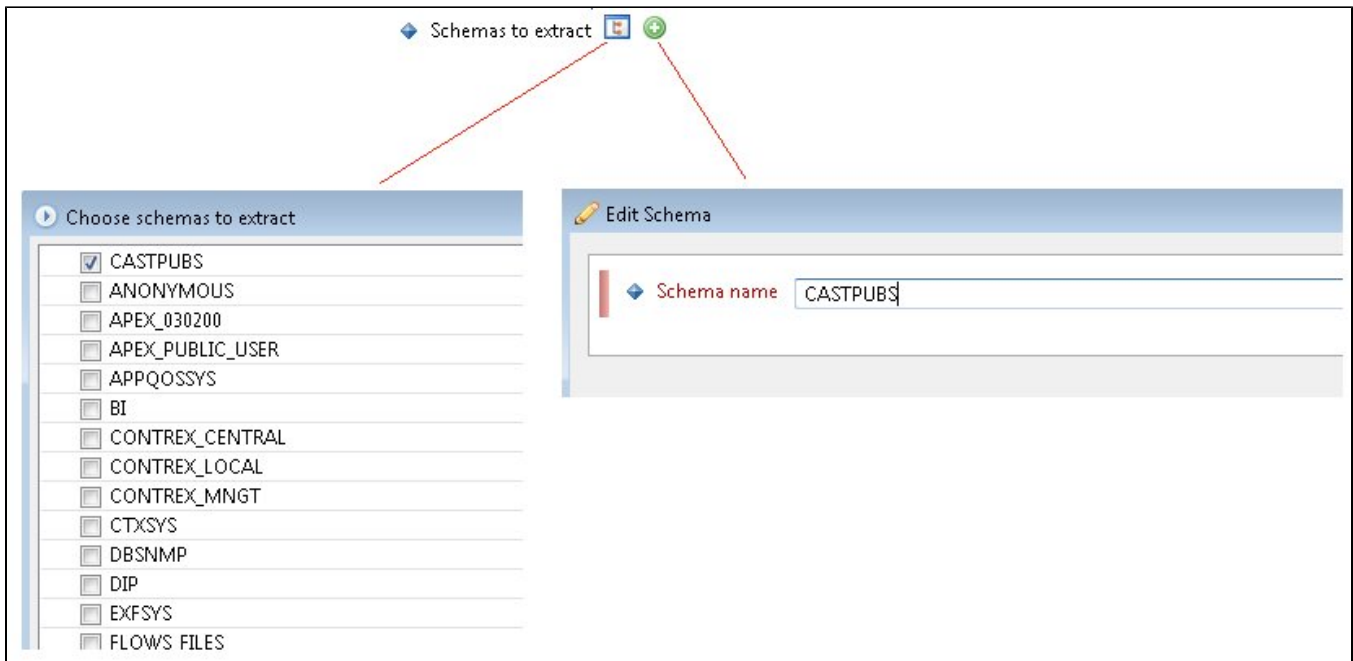 Schemas to extract
Choose schemas to extract
CASTPUBS
ANONYMOUS
APEX_030200
APEX_PUBLIC_USER
APPQOSSYS
BI
CONTREX_CENTRAL
CONTREX_LOCAL
CONTREX_MNGT
CTXSYS
DBSNMP
DIP
EXFSYS
FLOWS FILES
Edit Schema
Schema name CASTPUBS